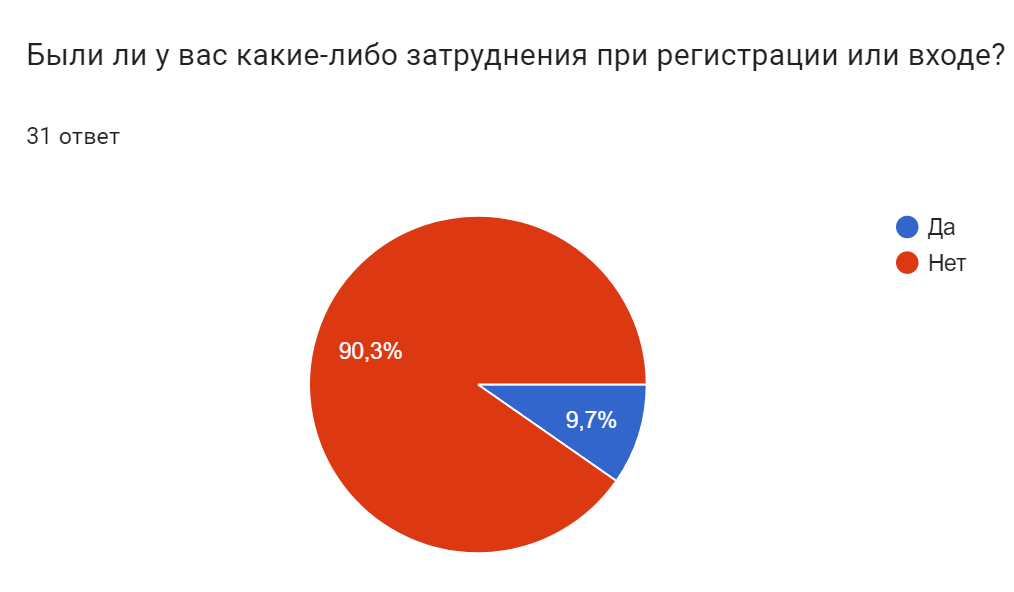 Были ли у вас какие-либо затруднения при регистрации или входе?
31 ответ
Да
Нет
90,3%
9,7%